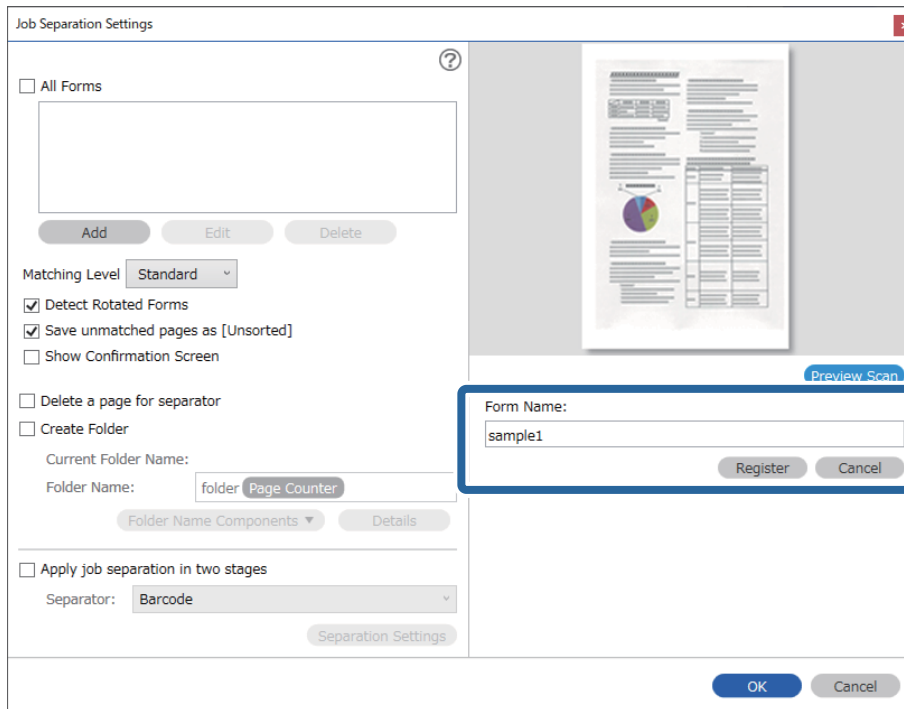 Job Separation Settings
All Forms
Add Edit Delete
Matching Level Standard
Detect Rotated Forms
Save unmatched pages as [Unsorted]
Show Confirmation Screen
Delete a page for separator
Create Folder
Current Folder Name:
Folder Name: folder Page Counter
Folder Name Components Details
Apply job separation in two stages
Separator: Barcode
Separation Settings
Preview Scan
Form Name:
sample1
Register Cancel
OK Cancel